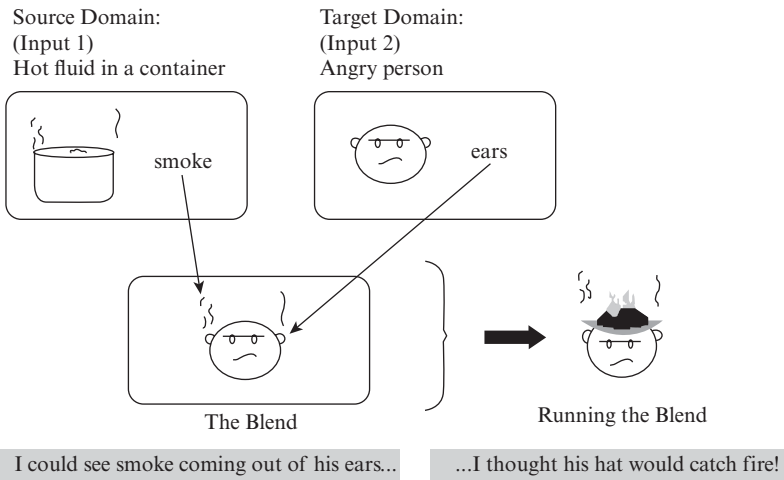 Source Domain:
(Input 1)
Hot fluid in a container
Target Domain:
(Input 2)
Angry person
smoke
ears
The Blend
Running the Blend
I could see smoke coming out of his ears...
...I thought his hat would catch fire!